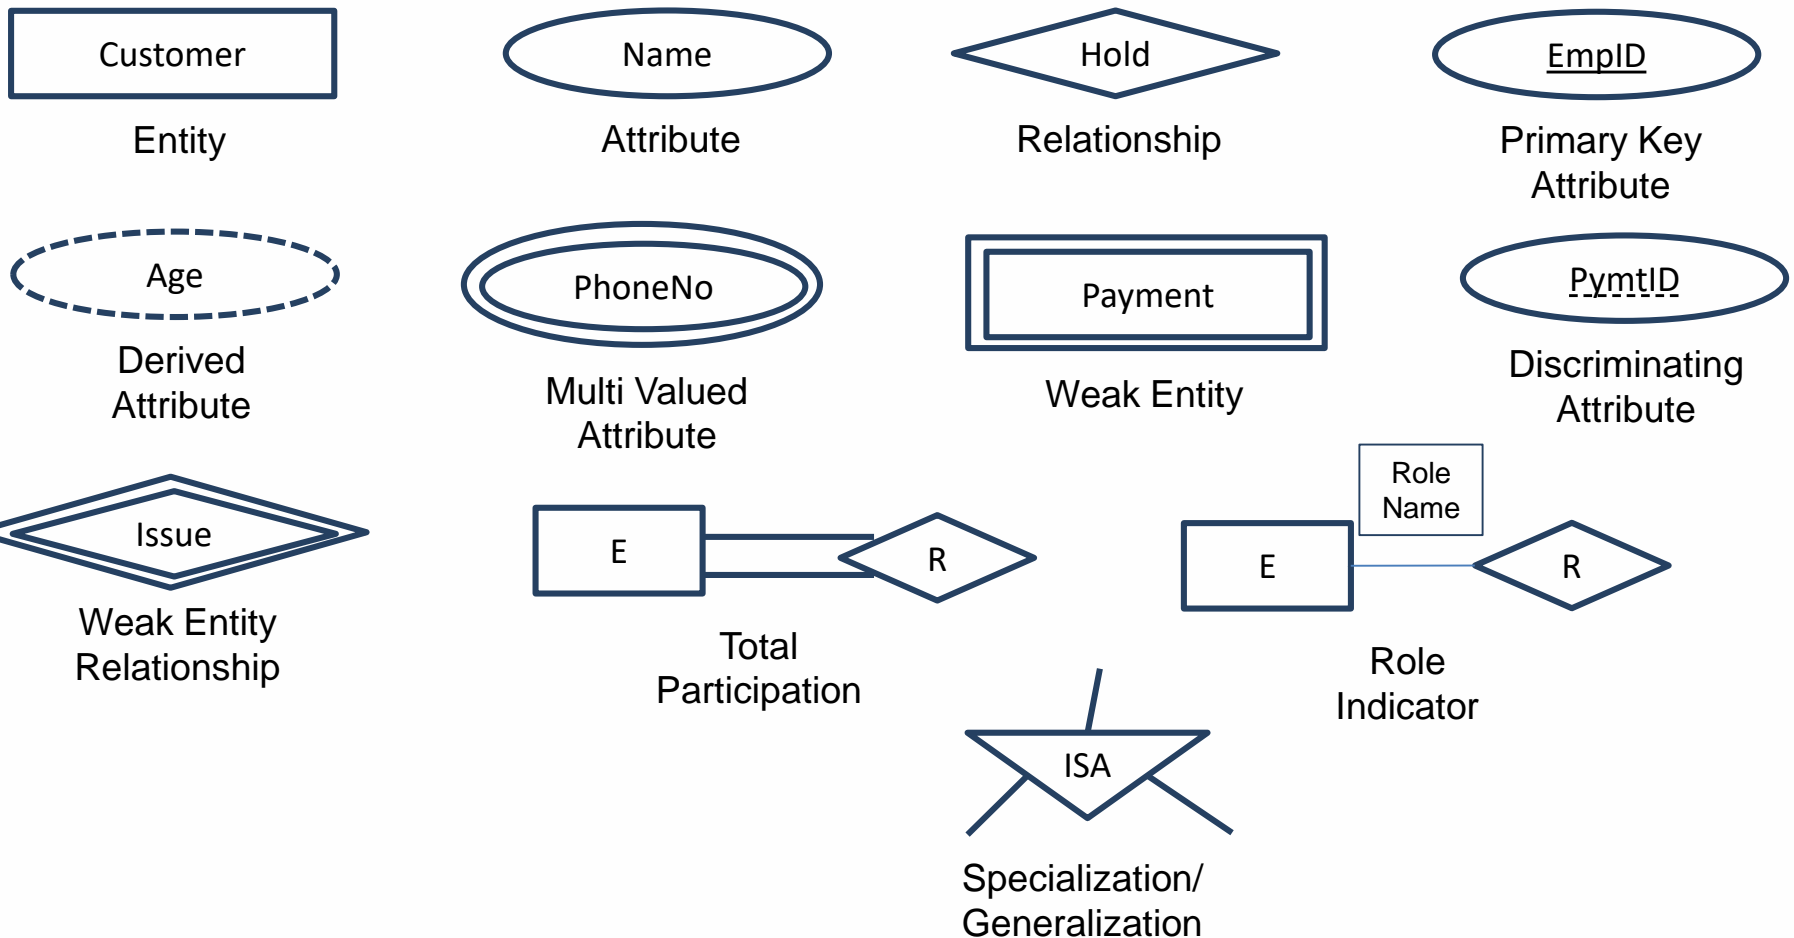 Customer
Name
Hold
EmpID
Entity
Attribute
Relationship
Primary Key
Attribute
Age
PhoneNo
Payment
PymtID
Derived
Attribute
Multi Valued
Attribute
Weak Entity
Discriminating
Attribute
Issue
Weak Entity
Relationship
E
R
Total
Participation
Role
Name
E
R
Role
Indicator
ISA
Specialization/
Generalization